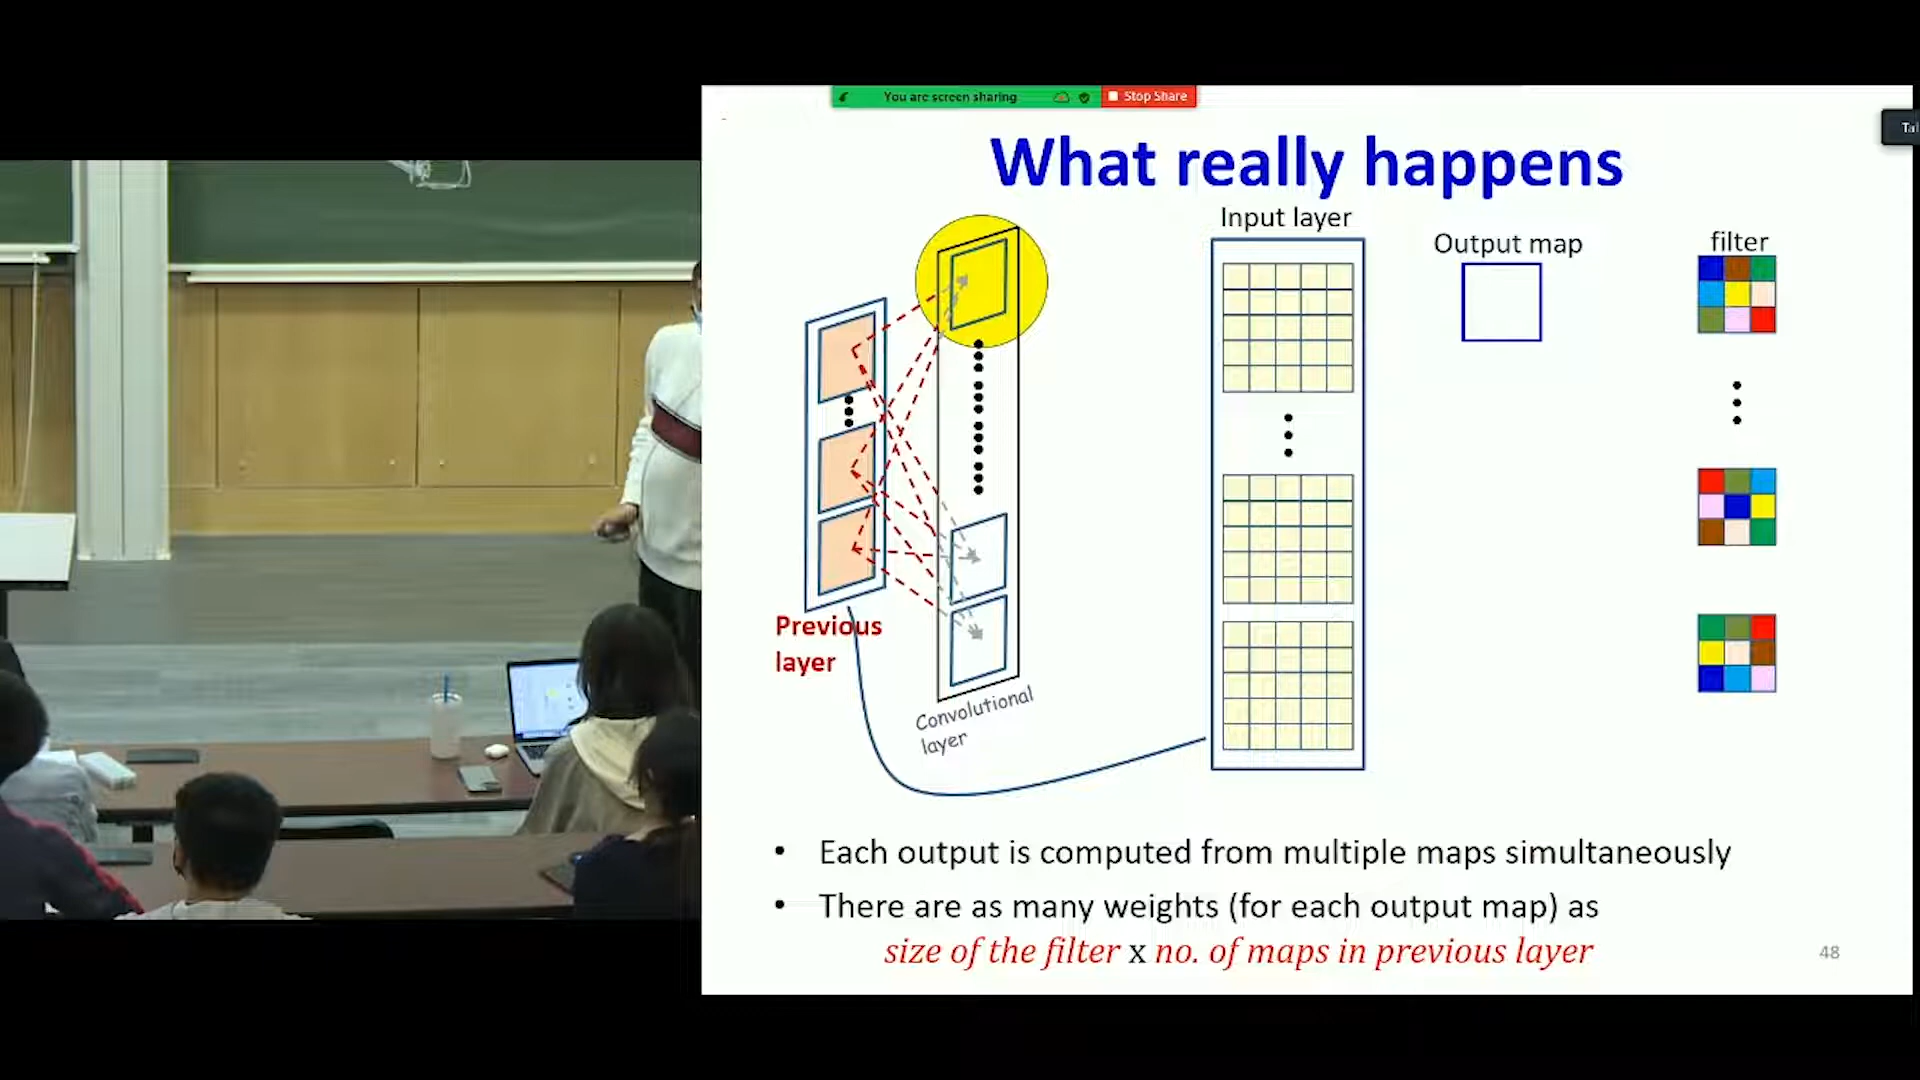 You are screen sharing
Stop Share
Tal
What really happens
Input layer
Output map
filter
Previous
layer
Convolutional
layer
• Each output is computed from multiple maps simultaneously
• There are as many weights (for each output map) as
size of the filter x no. of maps in previous layer
48